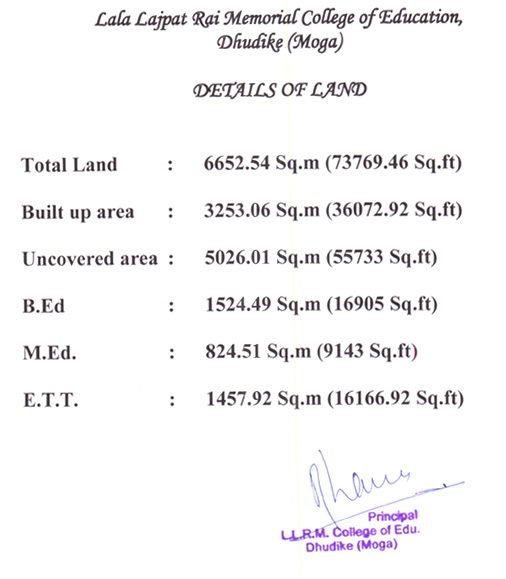 Lala Lajpat Rai Memorial College of Education,
Dhudike (Moga)
DETAILS OF LAND
Total Land : 6652.54 Sq.m (73769.46 Sq.ft)
Built up area : 3253.06 Sq.m (36072.92 Sq.ft)
Uncovered area : 5026.01 Sq.m (55733 Sq.ft)
B.Ed : 1524.49 Sq.m (16905 Sq.ft)
M.Ed. : 824.51 Sq.m (9143 Sq.ft)
E.T.T. : 1457.92 Sq.m (16166.92 Sq.ft)
Principal
L.L.R.M. College of Edu.
Dhudike (Moga)